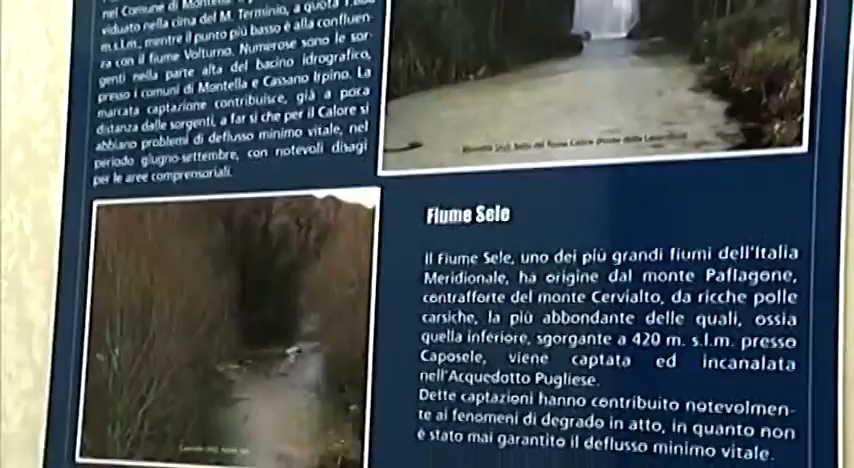 nel Comune di Montella
viduato nella cima del M. Terminio, a quota
m.s.l.m., mentre il punto più basso è alla confluen-
za con il fiume Volturno. Numerose sono le sor-
genti nella parte alta del bacino idrografico,
presso i comuni di Montella e Cassano Irpino. La
marcata captazione contribuisce, già a poca
distanza dalle sorgenti, a far sì che per il Calore si
abbiano problemi di deflusso minimo vitale, nel
periodo giugno-settembre, con notevoli disagi
per le aree comprensoriali.
Fiume Sele
Il Fiume Sele, uno dei più grandi fiumi dell'Italia
Meridionale, ha origine dal monte Paflagone,
contrafforte del monte Cervialto, da ricche polle
carsiche, la più abbondante delle quali, ossia
quella inferiore, sgorgante a 420 m. s.l.m. presso
Caposele, viene captata ed incanalata
nell'Acquedotto Pugliese.
Dette captazioni hanno contribuito notevolmen-
te ai fenomeni di degrado in atto, in quanto non
è stato mai garantito il deflusso minimo vitale.